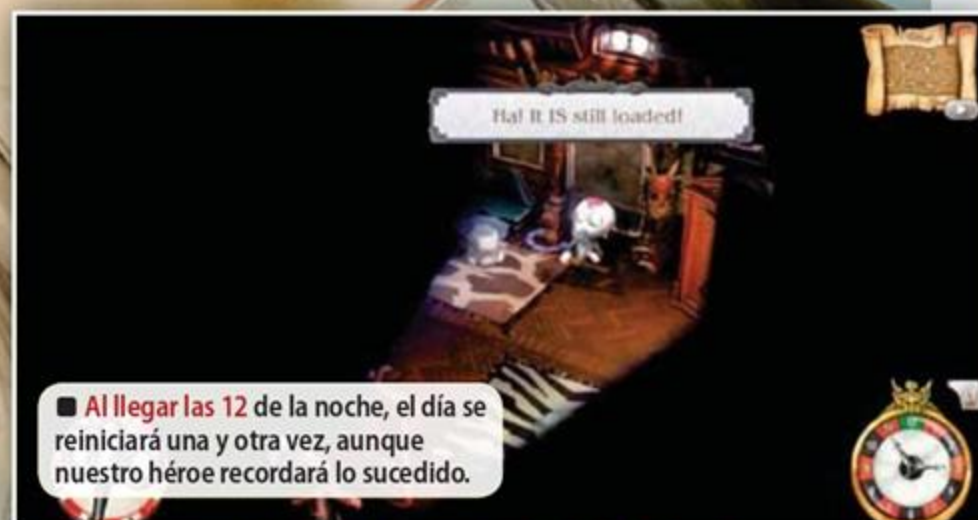 Ha! It IS still loaded!
■ Al llegar las 12 de la noche, el día se
reiniciará una y otra vez, aunque
nuestro héroe recordará lo sucedido.